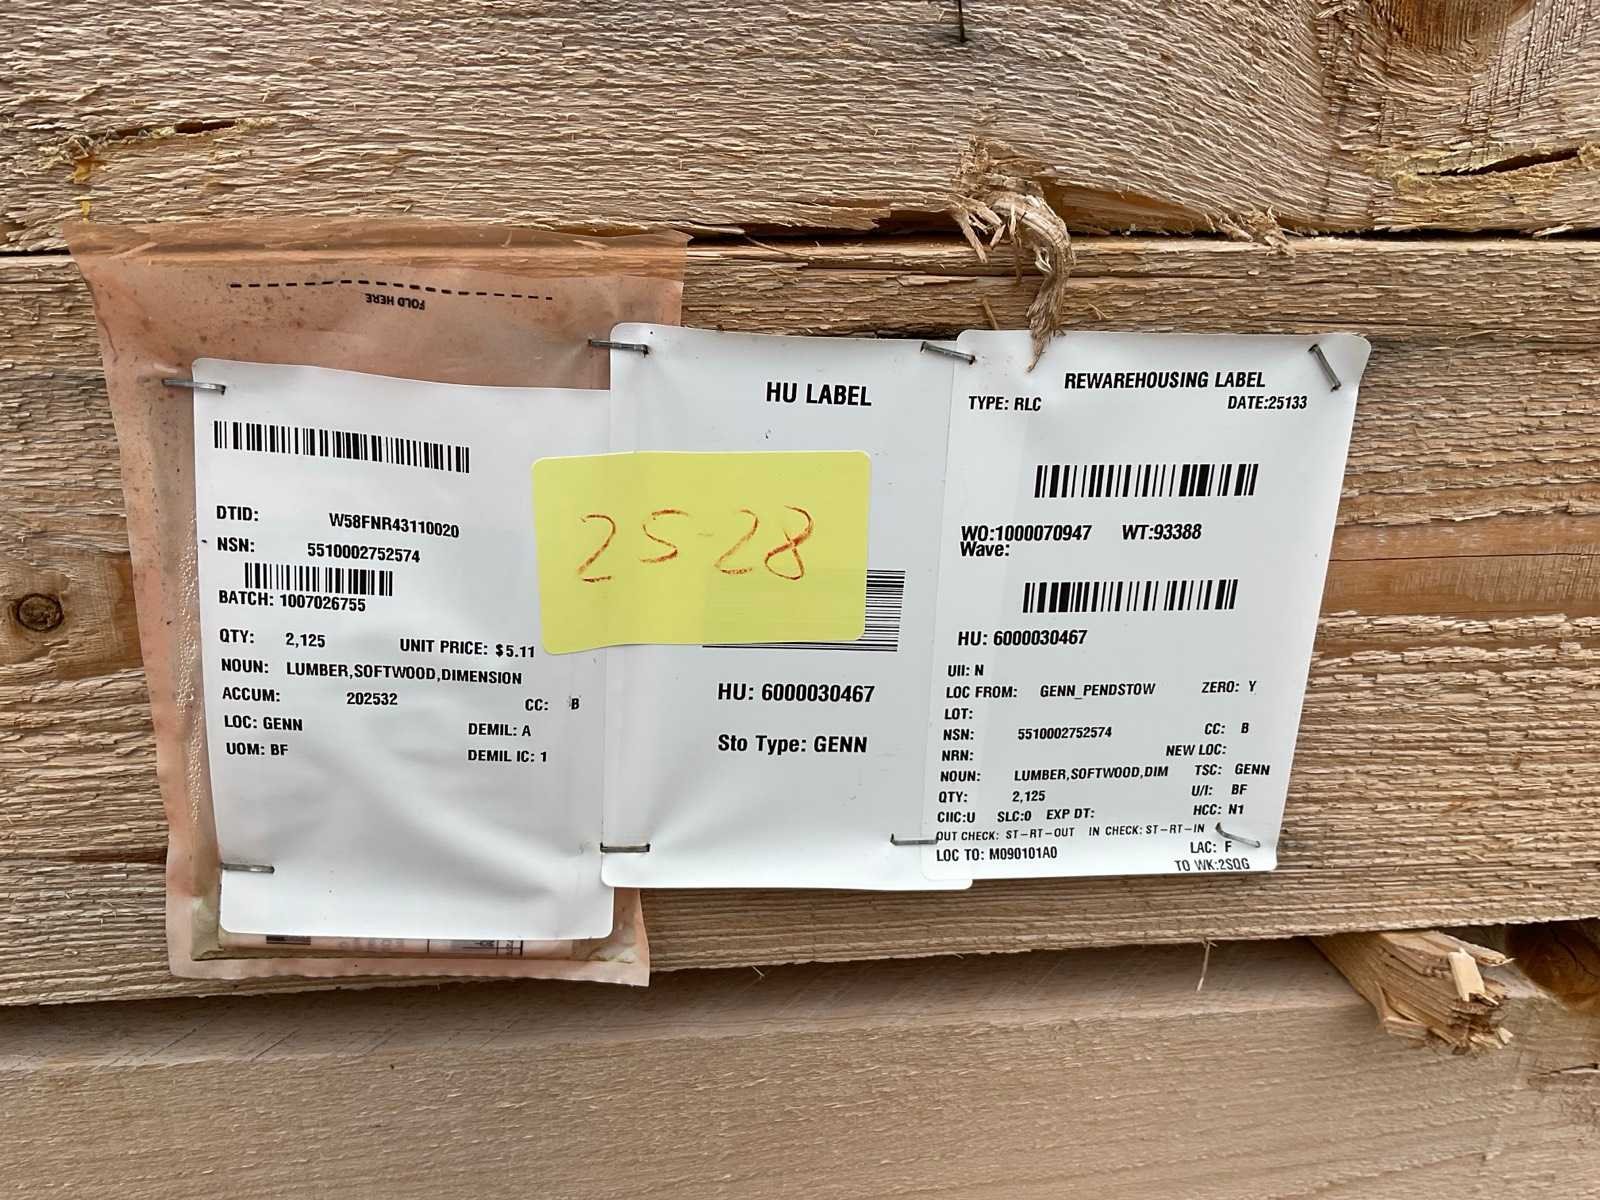 FOLD HERE
DTID: W58FNR43110020
NSN: 5510002752574
BATCH: 1007026755
QTY: 2,125 UNIT PRICE: $5.11
NOUN: LUMBER,SOFTWOOD,DIMENSION
ACCUM: 202532 CC: B
LOC: GENN DEMIL: A
UOM: BF DEMIL IC: 1
HU LABEL
25-28
HU: 6000030467
Sto Type: GENN
REWAREHOUSING LABEL
TYPE: RLC DATE:25133
WO:1000070947 WT:93388
Wave:
HU: 6000030467
UII: N
LOC FROM: GENN_PENDSTOW ZERO: Y
LOT:
NSN: 5510002752574 CC: B
NRN: NEW LOC:
NOUN: LUMBER,SOFTWOOD,DIM TSC: GENN
QTY: 2,125 U/I: BF
CIIC:U SLC:0 EXP DT: HCC: N1
OUT CHECK: ST-RT-OUT IN CHECK: ST-RT-IN
LOC TO: M090101A0 LAC: F
TO WK:2SQG